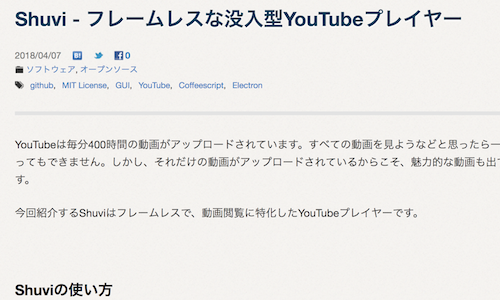 Shuvi - フレームレスな没入型YouTubeプレイヤー
2018/04/07 B! 0
ソフトウェア, オープンソース
github, MIT License, GUI, YouTube, Coffeescript, Electron
YouTubeは毎分400時間の動画がアップロードされています。すべての動画を見ようなどと思ったら一
ってもできません。しかし、それだけの動画がアップロードされているからこそ、魅力的な動画も出て
す。
今回紹介するShuviはフレームレスで、動画閲覧に特化したYouTubeプレイヤーです。
Shuviの使い方